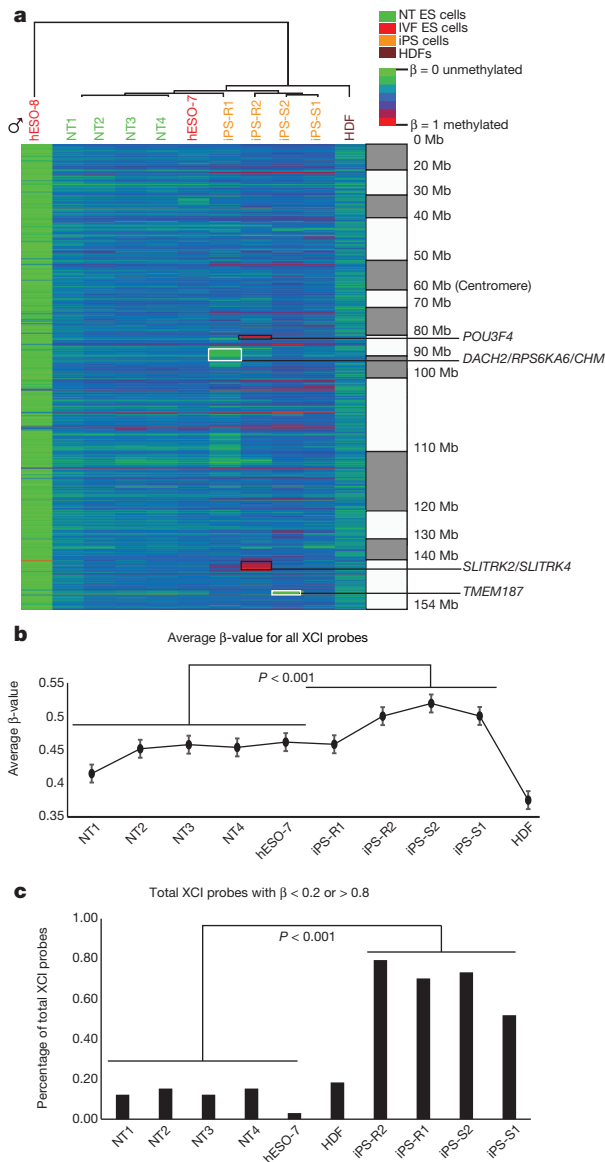 a
NT ES cells
IVF ES cells
iPS cells
HDFs
β = 0 unmethylated
β = 1 methylated
♂
hESO-8
NT1
NT2
NT3
NT4
hESO-7
iPS-R1
iPS-R2
iPS-S2
iPS-S1
HDF
0 Mb
20 Mb
30 Mb
40 Mb
50 Mb
60 Mb (Centromere)
70 Mb
80 Mb
POU3F4
90 Mb
DACH2/RPS6KA6/CHM
100 Mb
110 Mb
120 Mb
130 Mb
140 Mb
SLITRK2/SLITRK4
TMEM187
154 Mb
b
Average β-value for all XCI probes
P < 0.001
Average β-value
0.55
0.5
0.45
0.4
0.35
NT1
NT2
NT3
NT4
hESO-7
iPS-R1
iPS-R2
iPS-S2
iPS-S1
HDF
c
Total XCI probes with β < 0.2 or > 0.8
P < 0.001
Percentage of total XCI probes
1.00
0.80
0.60
0.40
0.20
0.00
NT1
NT2
NT3
NT4
hESO-7
HDF
iPS-R2
iPS-R1
iPS-S2
iPS-S1